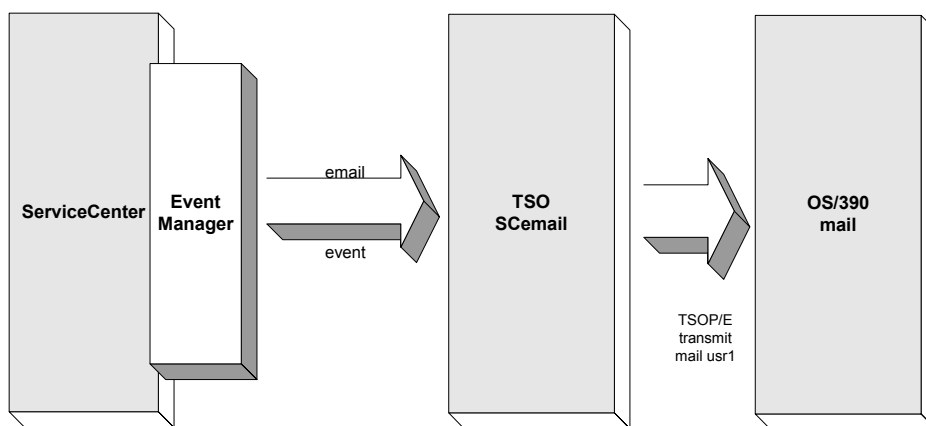 ServiceCenter
Event
Manager
email
event
TSO
SCemail
TSOP/E
transmit
mail usr1
OS/390
mail